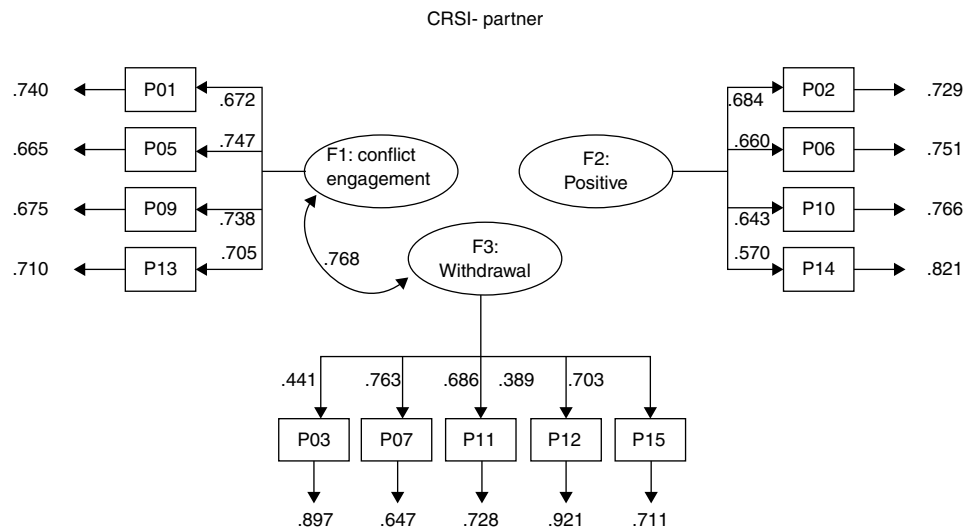 CRSI- partner
.740 P01 .672 .684 P02 .729
.665 P05 .747 F1: conflict engagement F2: Positive .660 P06 .751
.675 P09 .738 .643 P10 .766
.710 P13 .705 .768 F3: Withdrawal .570 P14 .821
.441 .763 .686 .389 .703
P03 P07 P11 P12 P15
.897 .647 .728 .921 .711